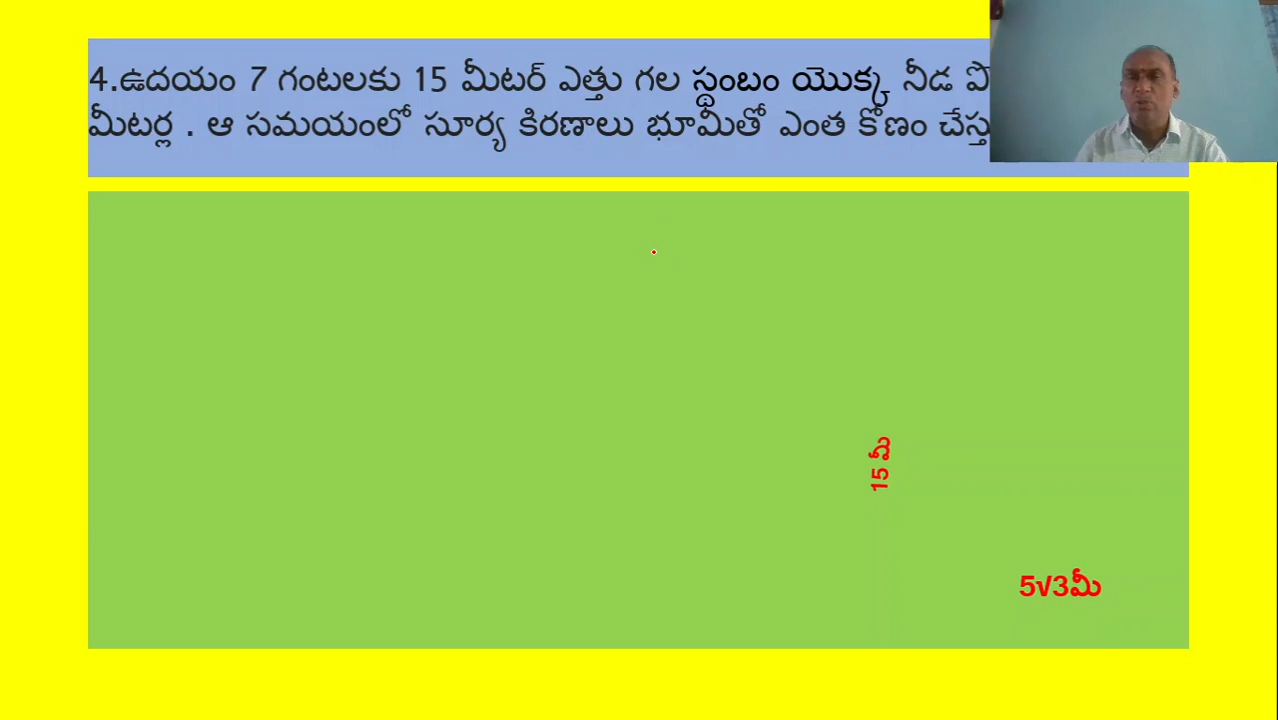 4.ఉదయం 7 గంటలకు 15 మీటర్ ఎత్తు గల స్థంబం యొక్క నీడ
మీటర్ల . ఆ సమయంలో సూర్య కిరణాలు భూమితో ఎంత కోణం
15 మీ
5√3మీ